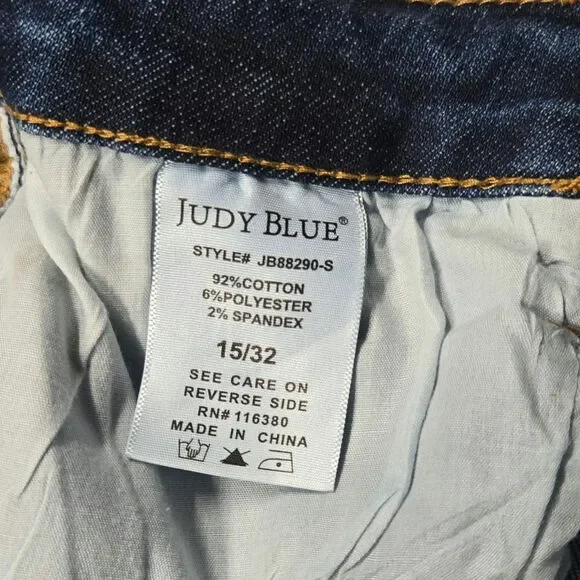 JUDY BLUE®
STYLE# JB88290-S
92%COTTON
6%POLYESTER
2% SPANDEX
15/32
SEE CARE ON
REVERSE SIDE
RN# 116380
MADE IN CHINA